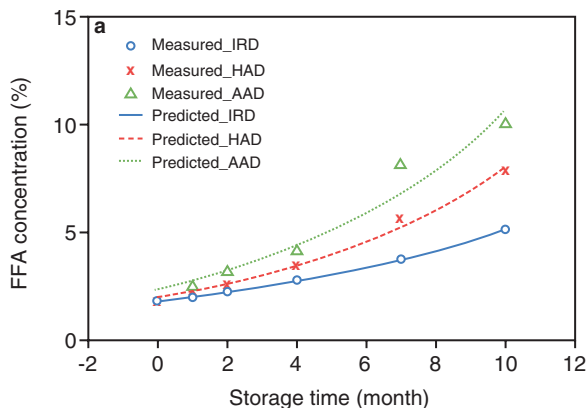 a
Measured_IRD
Measured_HAD
Measured_AAD
Predicted_IRD
Predicted_HAD
Predicted_AAD
FFA concentration (%)
15
10
5
0
-2 0 2 4 6 8 10 12
Storage time (month)